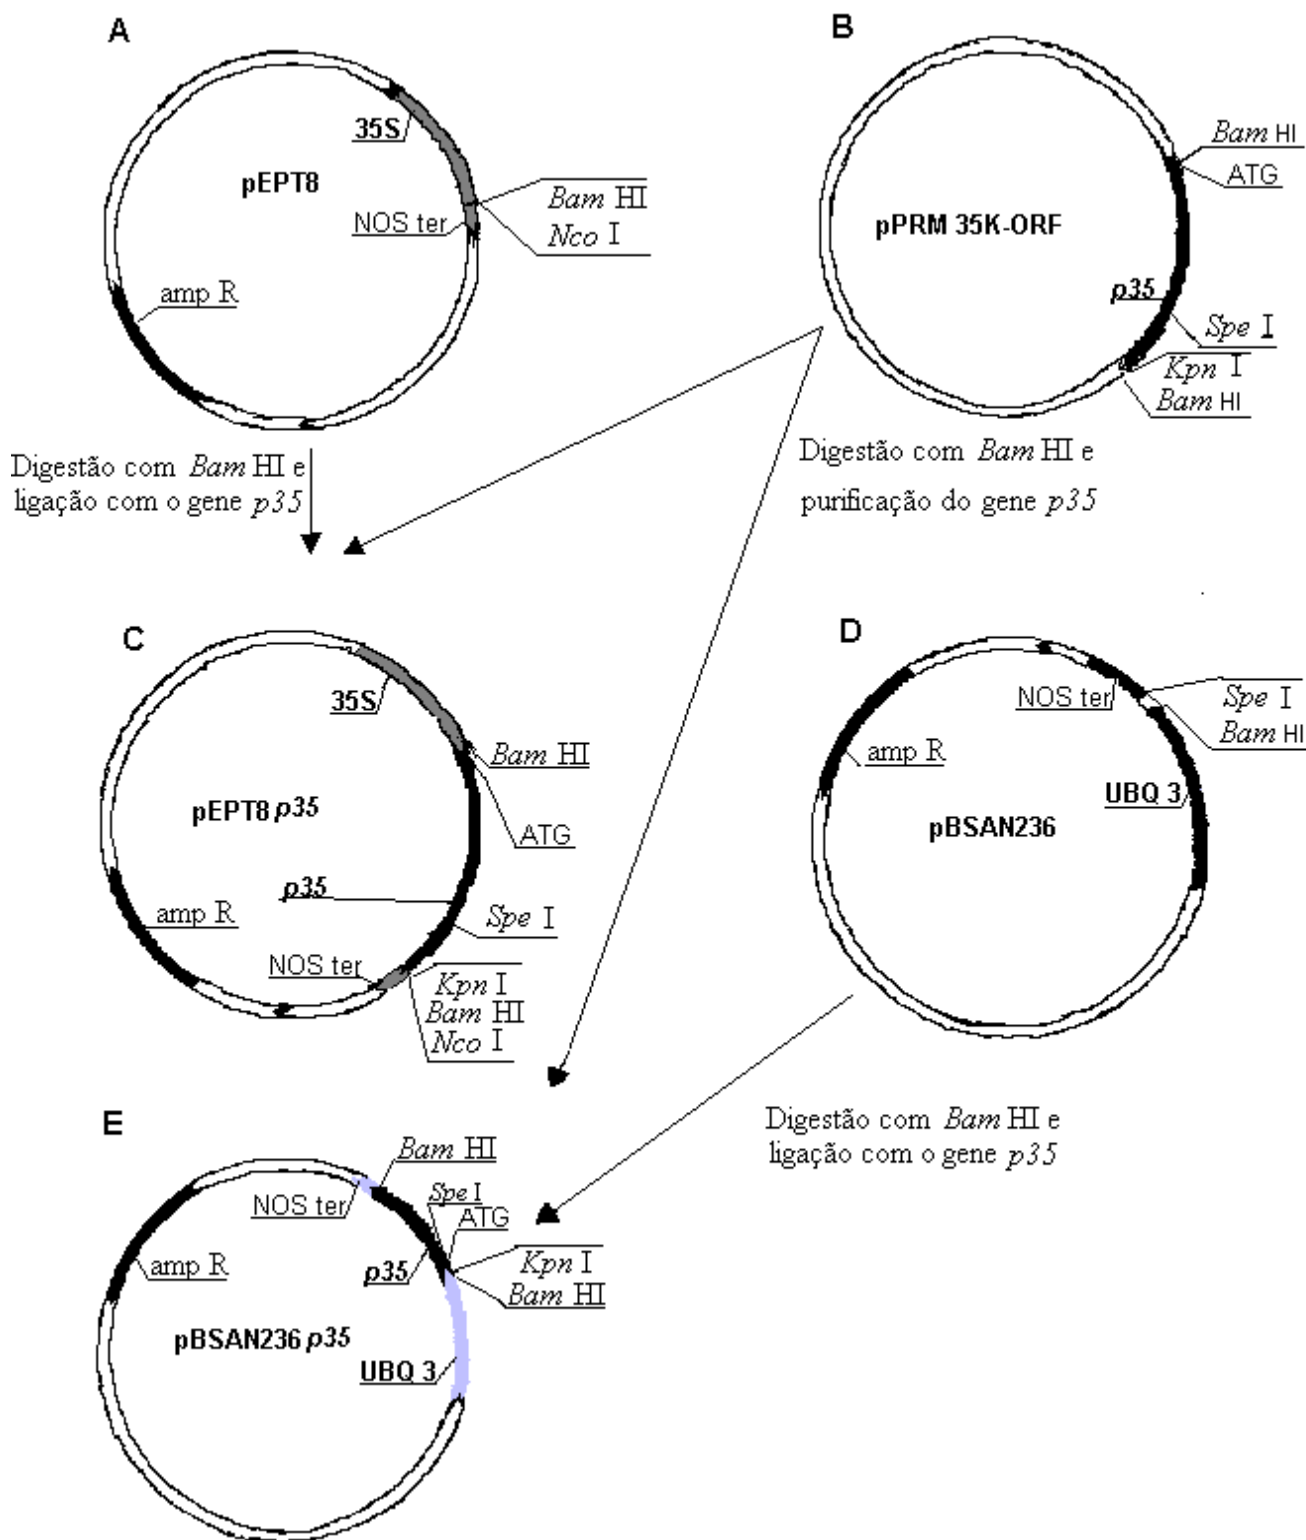 A
35S
pEPT8
Bam HI
NOS ter
Nco I
amp R
Digestão com Bam HI e
ligação com o gene p35
B
Bam HI
ATG
pPRM 35K-ORF
p35
Spe I
Kpn I
Bam HI
Digestão com Bam HI e
purificação do gene p35
C
35S
Bam HI
pEPT8 p35
ATG
p35
amp R
Spe I
NOS ter
Kpn I
Bam HI
Nco I
D
NOS ter
Spe I
Bam HI
amp R
UBQ 3
pBSAN236
Digestão com Bam HI e
ligação com o gene p35
E
Bam HI
NOS ter
Spe I
ATG
amp R
p35
Kpn I
Bam HI
pBSAN236 p35
UBQ 3